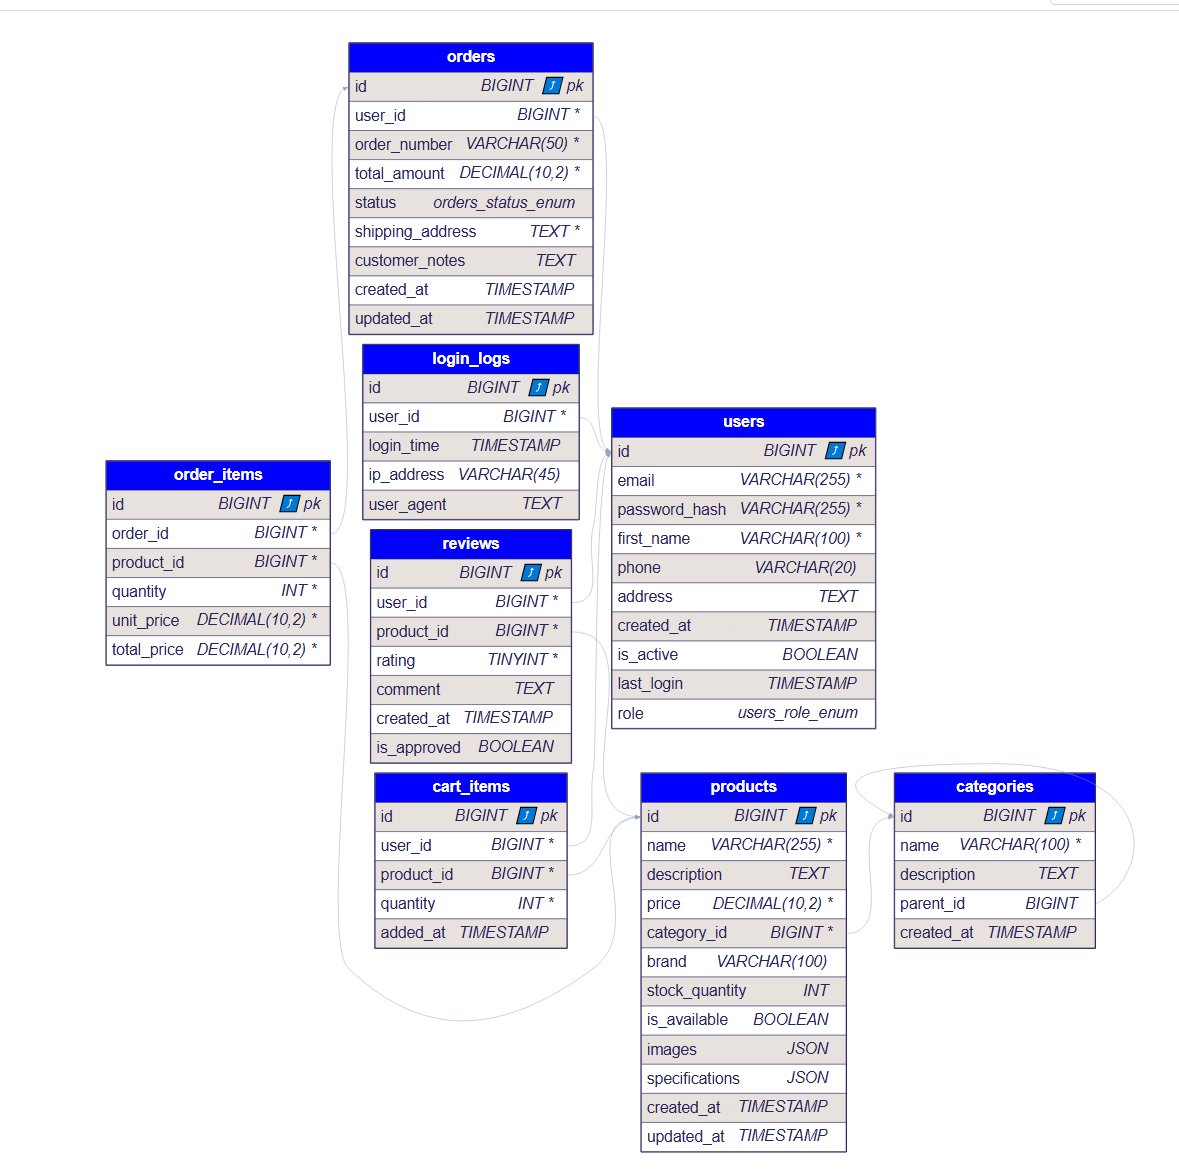 orders
id BIGINT pk
user_id BIGINT *
order_number VARCHAR(50) *
total_amount DECIMAL(10,2) *
status orders_status_enum
shipping_address TEXT *
customer_notes TEXT
created_at TIMESTAMP
updated_at TIMESTAMP
login_logs
id BIGINT pk
user_id BIGINT *
login_time TIMESTAMP
ip_address VARCHAR(45)
user_agent TEXT
users
id BIGINT pk
email VARCHAR(255) *
password_hash VARCHAR(255) *
first_name VARCHAR(100) *
phone VARCHAR(20)
address TEXT
created_at TIMESTAMP
is_active BOOLEAN
last_login TIMESTAMP
role users_role_enum
order_items
id BIGINT pk
order_id BIGINT *
product_id BIGINT *
quantity INT *
unit_price DECIMAL(10,2) *
total_price DECIMAL(10,2) *
reviews
id BIGINT pk
user_id BIGINT *
product_id BIGINT *
rating TINYINT *
comment TEXT
created_at TIMESTAMP
is_approved BOOLEAN
cart_items
id BIGINT pk
user_id BIGINT *
product_id BIGINT *
quantity INT *
added_at TIMESTAMP
products
id BIGINT pk
name VARCHAR(255) *
description TEXT
price DECIMAL(10,2) *
category_id BIGINT *
brand VARCHAR(100)
stock_quantity INT
is_available BOOLEAN
images JSON
specifications JSON
created_at TIMESTAMP
updated_at TIMESTAMP
categories
id BIGINT pk
name VARCHAR(100) *
description TEXT
parent_id BIGINT
created_at TIMESTAMP